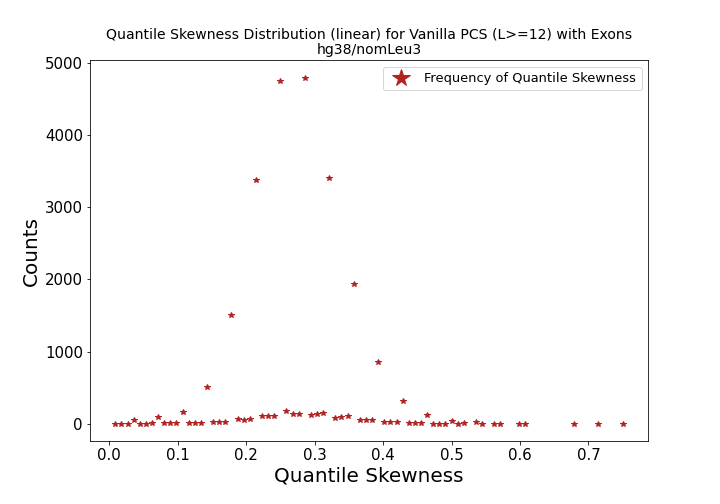 Quantile Skewness Distribution (linear) for Vanilla PCS (L>=12) with Exons
hg38/nomLeu3
Frequency of Quantile Skewness
5000
4000
3000
2000
1000
0
Counts
0.0 0.1 0.2 0.3 0.4 0.5 0.6 0.7
Quantile Skewness